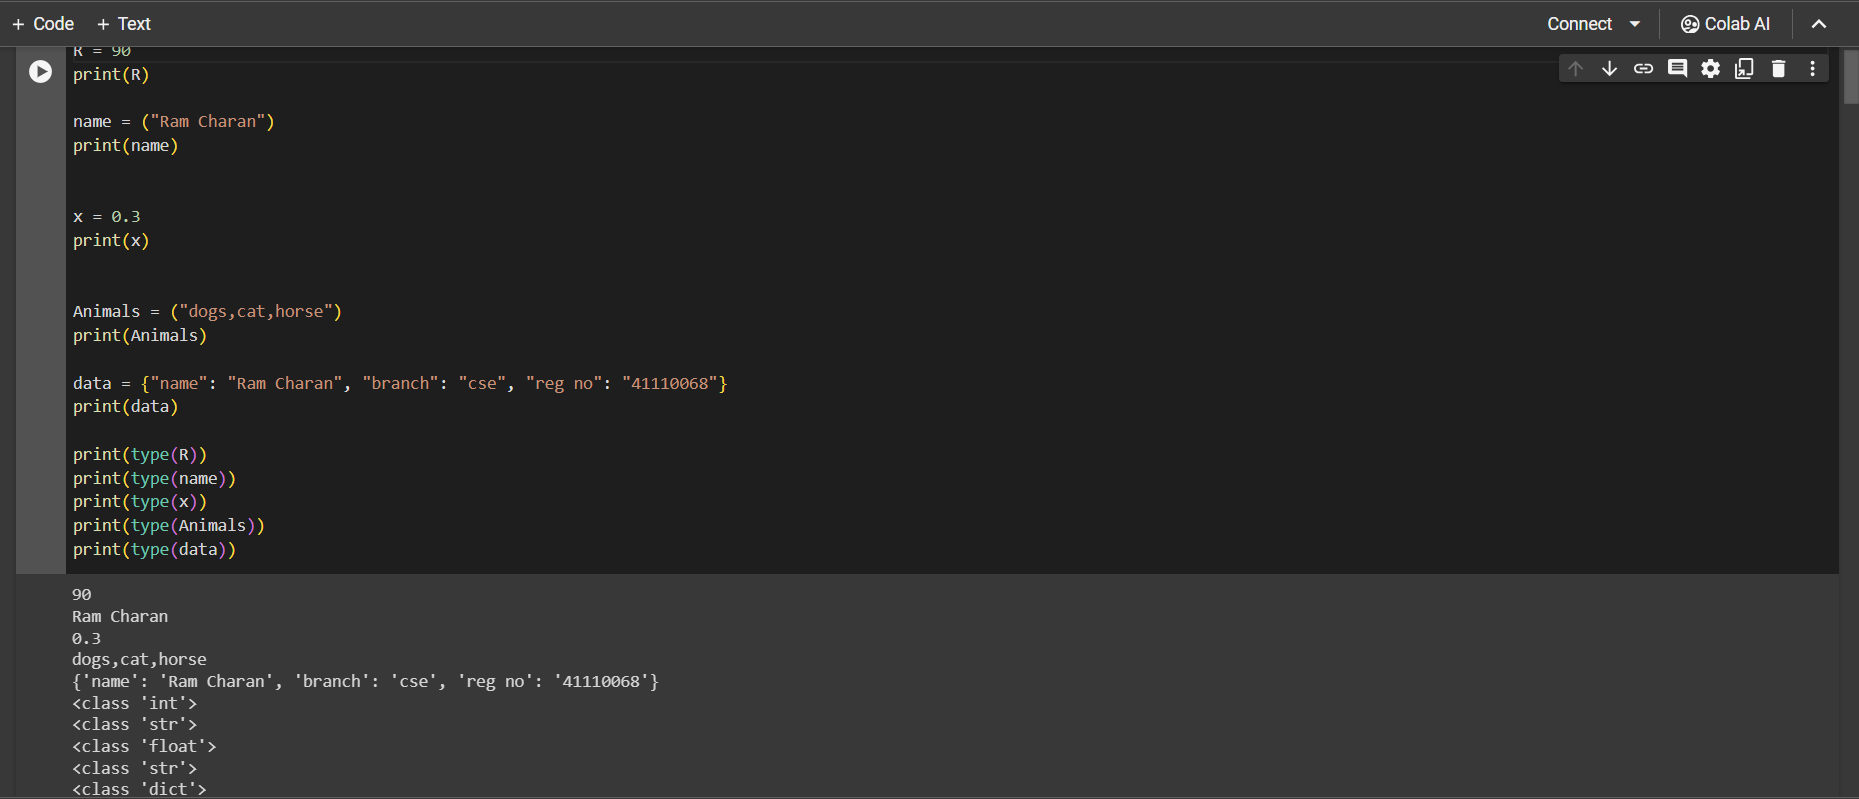 + Code + Text Connect Colab AI
R = 90
print(R)
name = ("Ram Charan")
print(name)
x = 0.3
print(x)
Animals = ("dogs,cat,horse")
print(Animals)
data = {"name": "Ram Charan", "branch": "cse", "reg no": "41110068"}
print(data)
print(type(R))
print(type(name))
print(type(x))
print(type(Animals))
print(type(data))
90
Ram Charan
0.3
dogs,cat,horse
{'name': 'Ram Charan', 'branch': 'cse', 'reg no': '41110068'}
<class 'int'>
<class 'str'>
<class 'float'>
<class 'str'>
<class 'dict'>